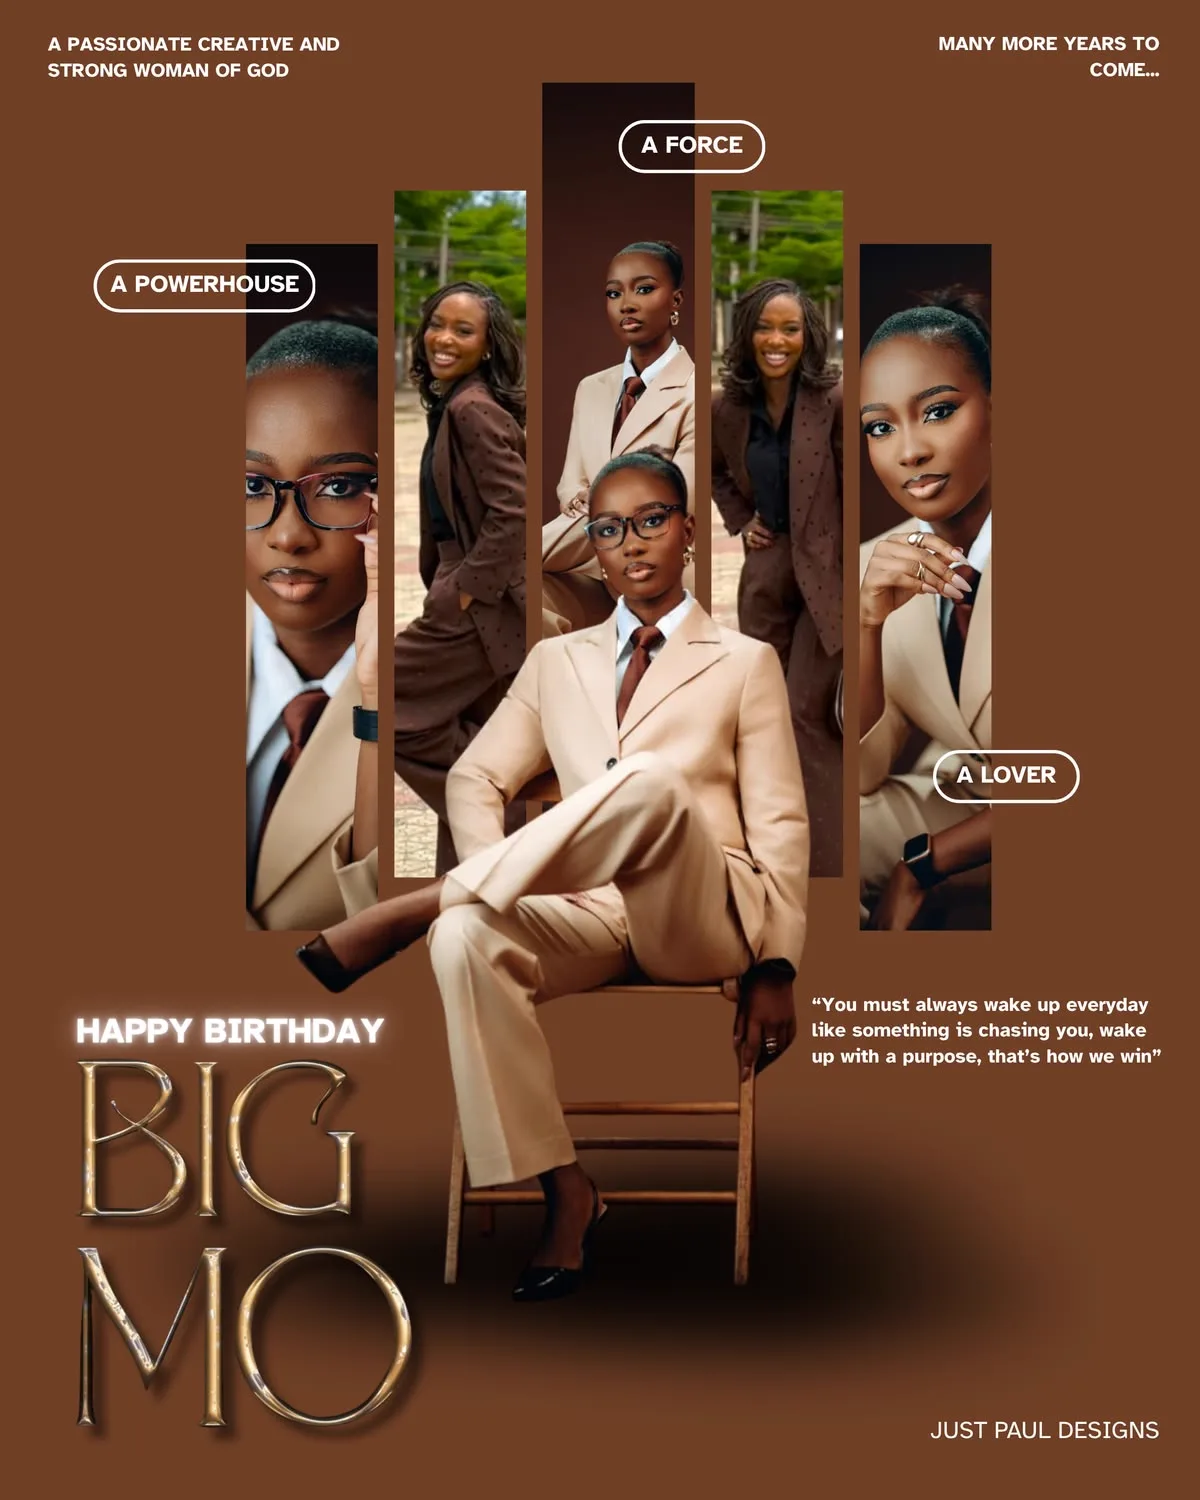 A PASSIONATE CREATIVE AND
STRONG WOMAN OF GOD
MANY MORE YEARS TO
COME...
A FORCE
A POWERHOUSE
A LOVER
“You must always wake up everyday
like something is chasing you, wake
up with a purpose, that’s how we win”
HAPPY BIRTHDAY
BIG
MO
JUST PAUL DESIGNS